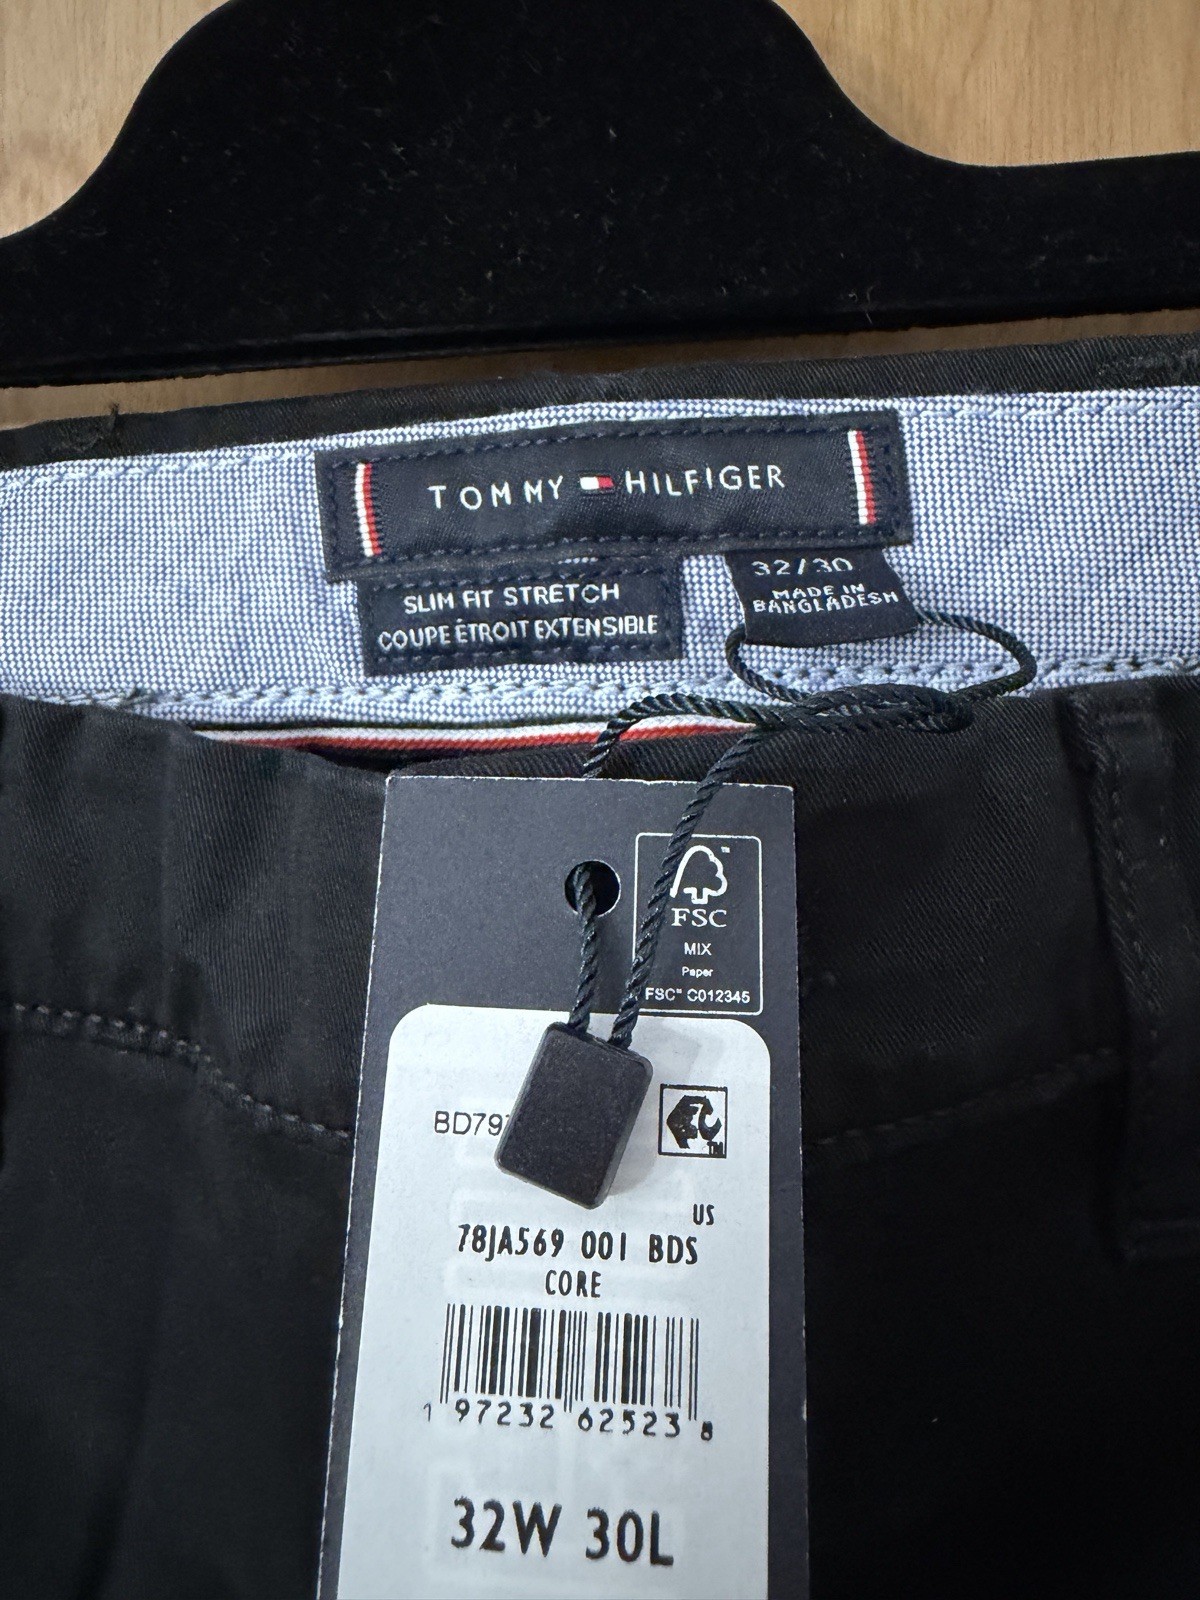 TOMMY HILFIGER
SLIM FIT STRETCH
COUPE ÉTROIT EXTENSIBLE
32/30
MADE IN
BANGLADESH
FSC
MIX
Paper
FSC™ C012345
BD79
US
78JA569 001 BDS
CORE
1 97232 62523 8
32W 30L